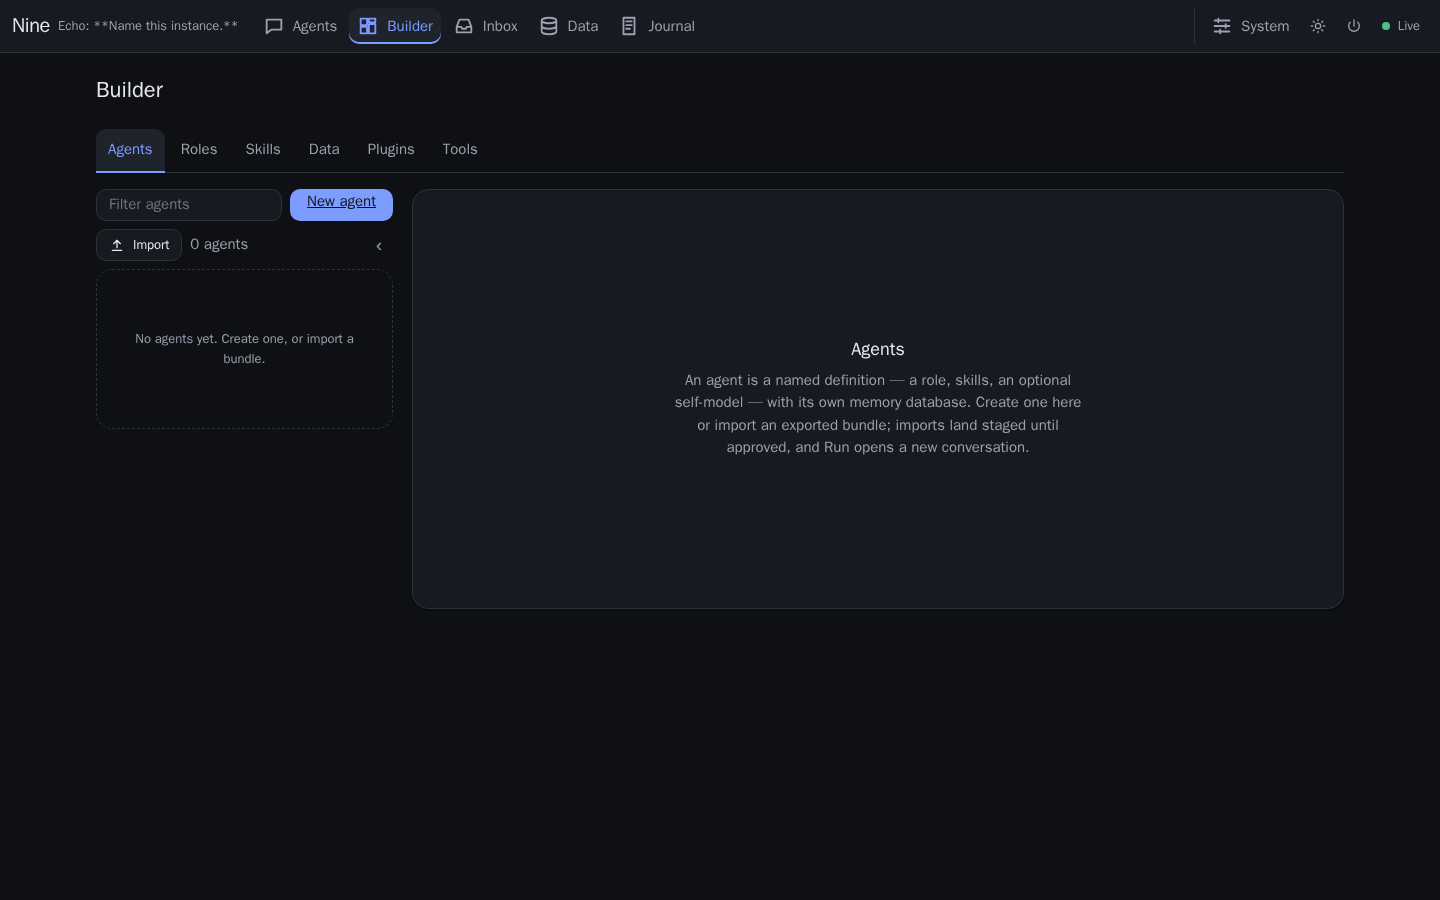 Nine Echo: **Name this instance.** Agents Builder Inbox Data Journal System Live
Builder
Agents Roles Skills Data Plugins Tools
Filter agents New agent
Import 0 agents ‹
No agents yet. Create one, or import a
bundle.
Agents
An agent is a named definition — a role, skills, an optional
self-model — with its own memory database. Create one here
or import an exported bundle; imports land staged until
approved, and Run opens a new conversation.